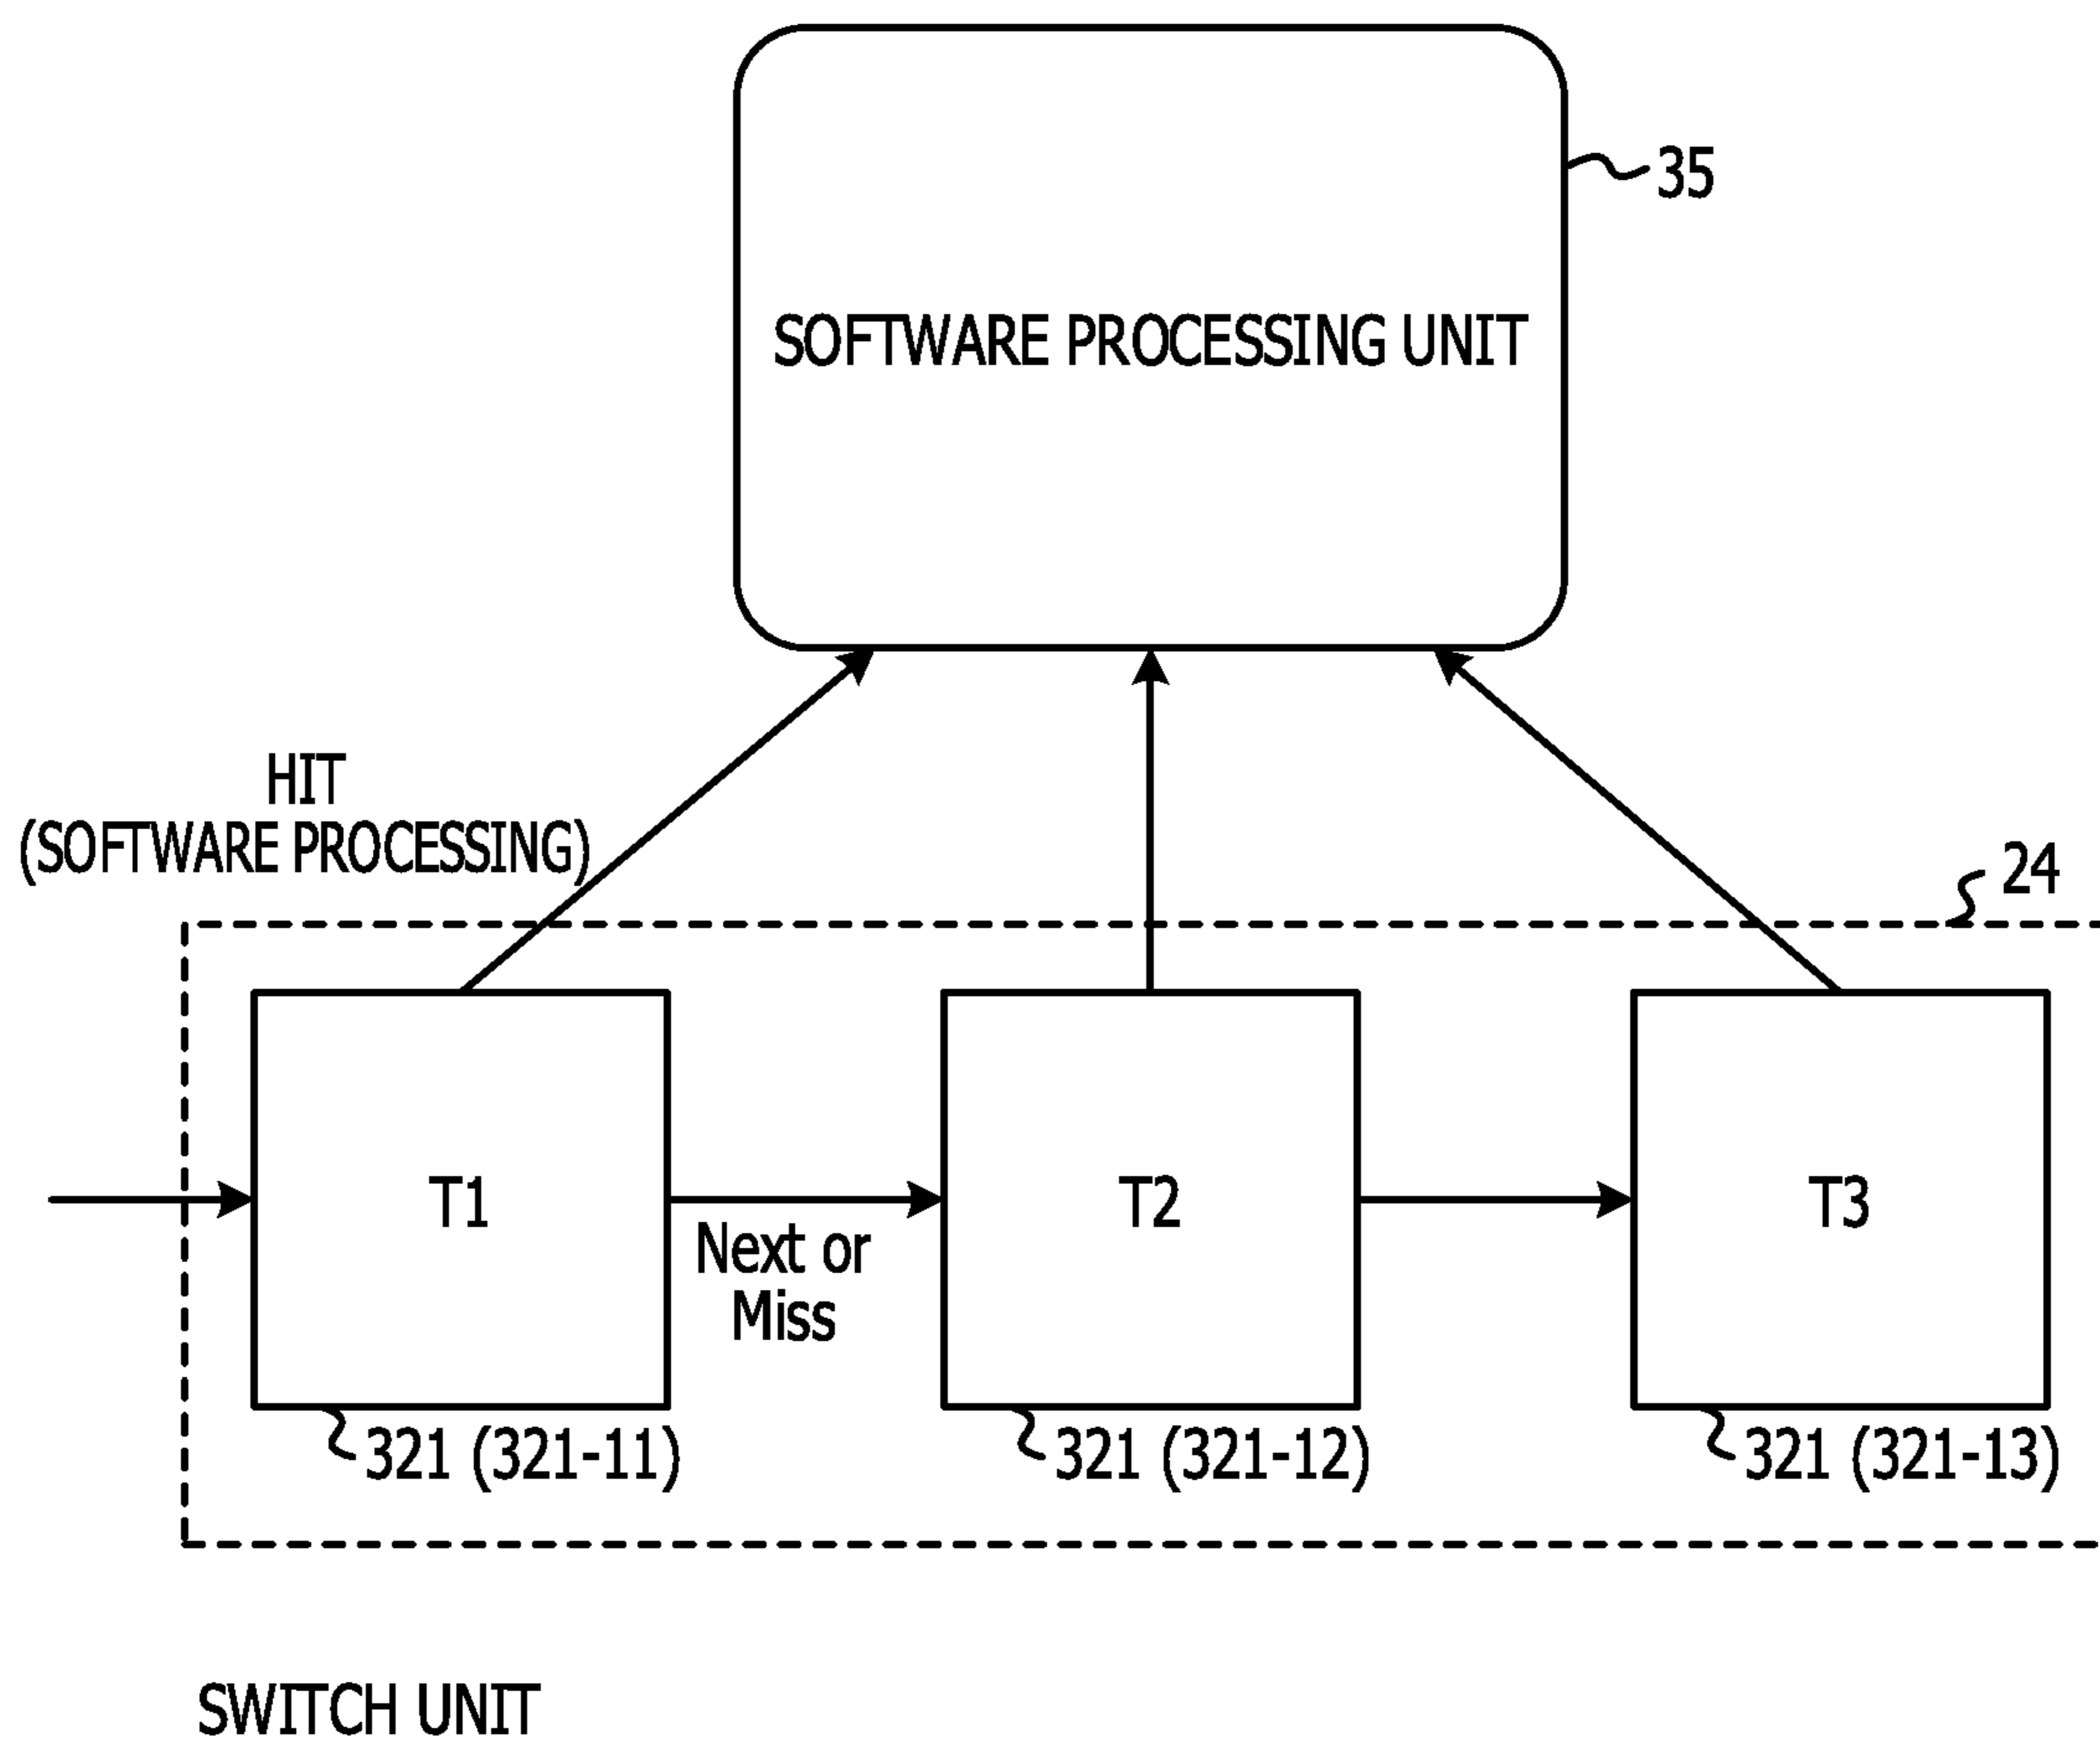 35
SOFTWARE PROCESSING UNIT
HIT
(SOFTWARE PROCESSING)
24
T1
T2
T3
Next or
Miss
321 (321-11)
321 (321-12)
321 (321-13)
SWITCH UNIT